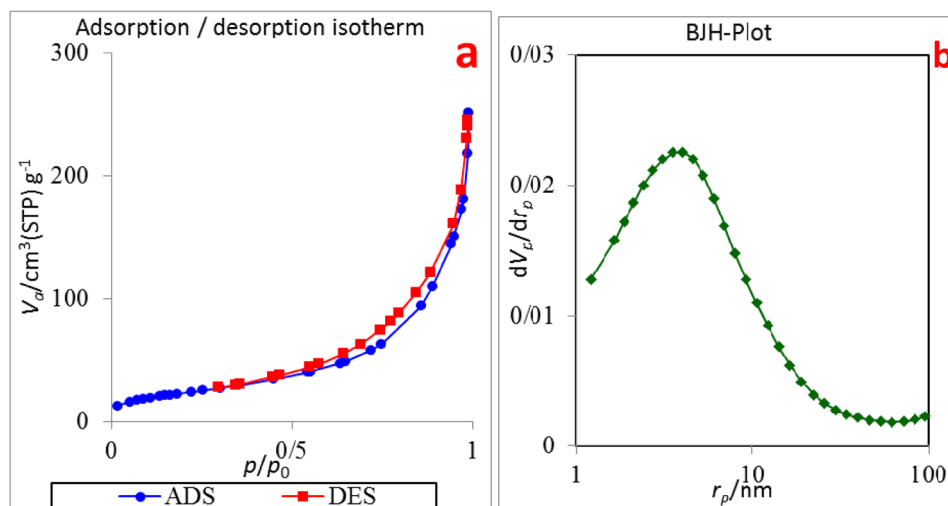 Adsorption / desorption isotherm
a
300
200
100
0
0
0/5
1
Va/cm³(STP) g⁻¹
p/p₀
ADS
DES
BJH-Plot
b
0/03
0/02
0/01
0
1
10
100
dVp/drp
rp/nm